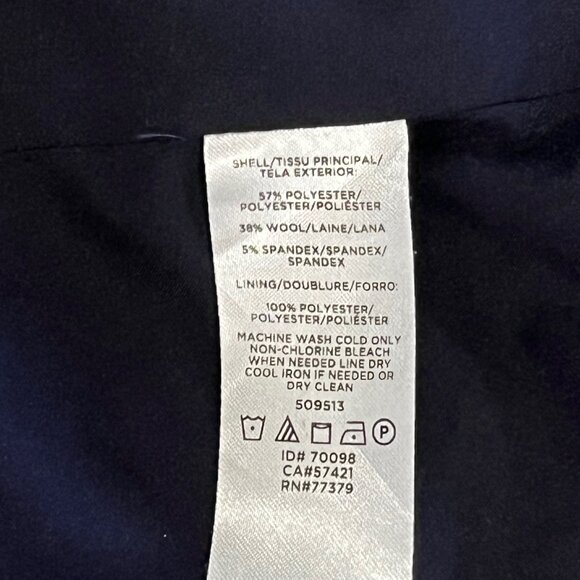 SHELL/TISSU PRINCIPAL/
TELA EXTERIOR:
57% POLYESTER/
POLYESTER/POLIÉSTER
38% WOOL/LAINE/LANA
5% SPANDEX/SPANDEX/
SPANDEX
LINING/DOUBLURE/FORRO:
100% POLYESTER/
POLYESTER/POLIÉSTER
MACHINE WASH COLD ONLY
NON-CHLORINE BLEACH
WHEN NEEDED LINE DRY
COOL IRON IF NEEDED OR
DRY CLEAN
509513
P
ID# 70098
CA#57421
RN#77379